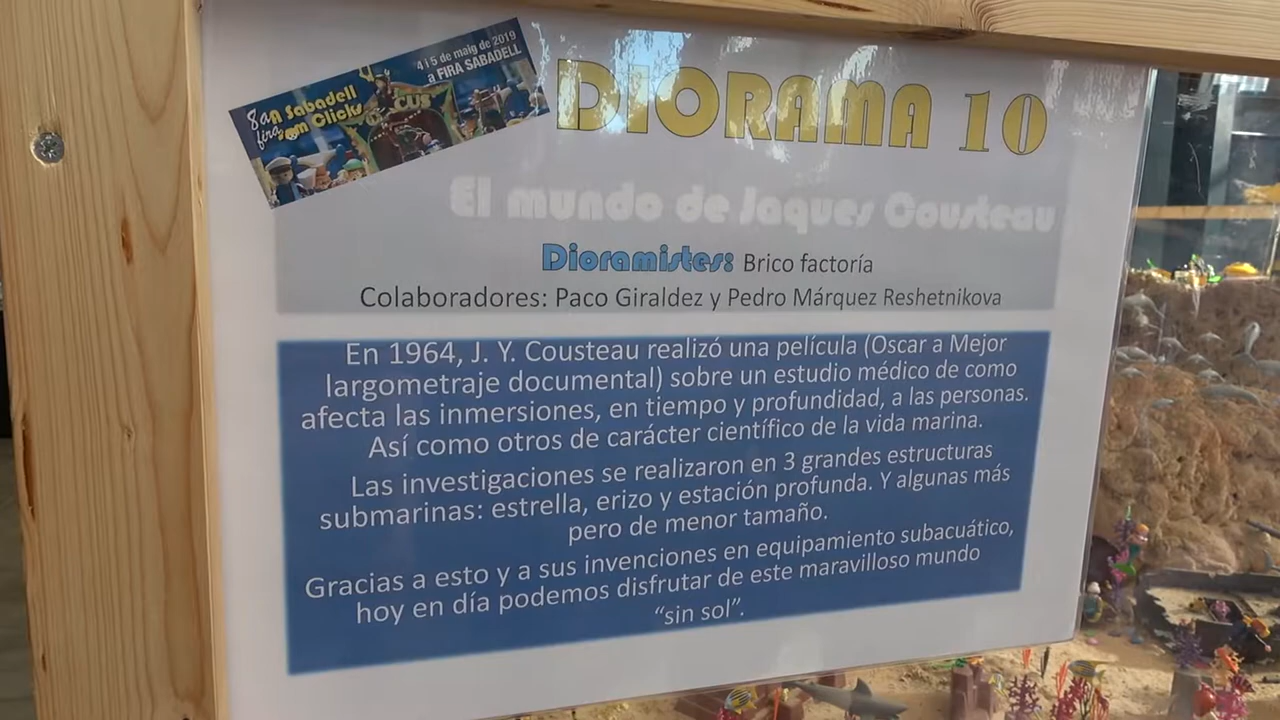 4 i 5 de maig de 2019
a FIRA SABADELL
8a
fira
Sabadell
Clicks
CUS
DIORAMA 10
El mundo de Jaques Cousteau
Dioramistes: Brico factoría
Colaboradores: Paco Giraldez y Pedro Márquez Reshetnikova
En 1964, J. Y. Cousteau realizó una película (Oscar a Mejor
largometraje documental) sobre un estudio médico de como
afecta las inmersiones, en tiempo y profundidad, a las personas.
Así como otros de carácter científico de la vida marina.
Las investigaciones se realizaron en 3 grandes estructuras
submarinas: estrella, erizo y estación profunda. Y algunas más
pero de menor tamaño.
Gracias a esto y a sus invenciones en equipamiento subacuático,
hoy en día podemos disfrutar de este maravilloso mundo
“sin sol”.